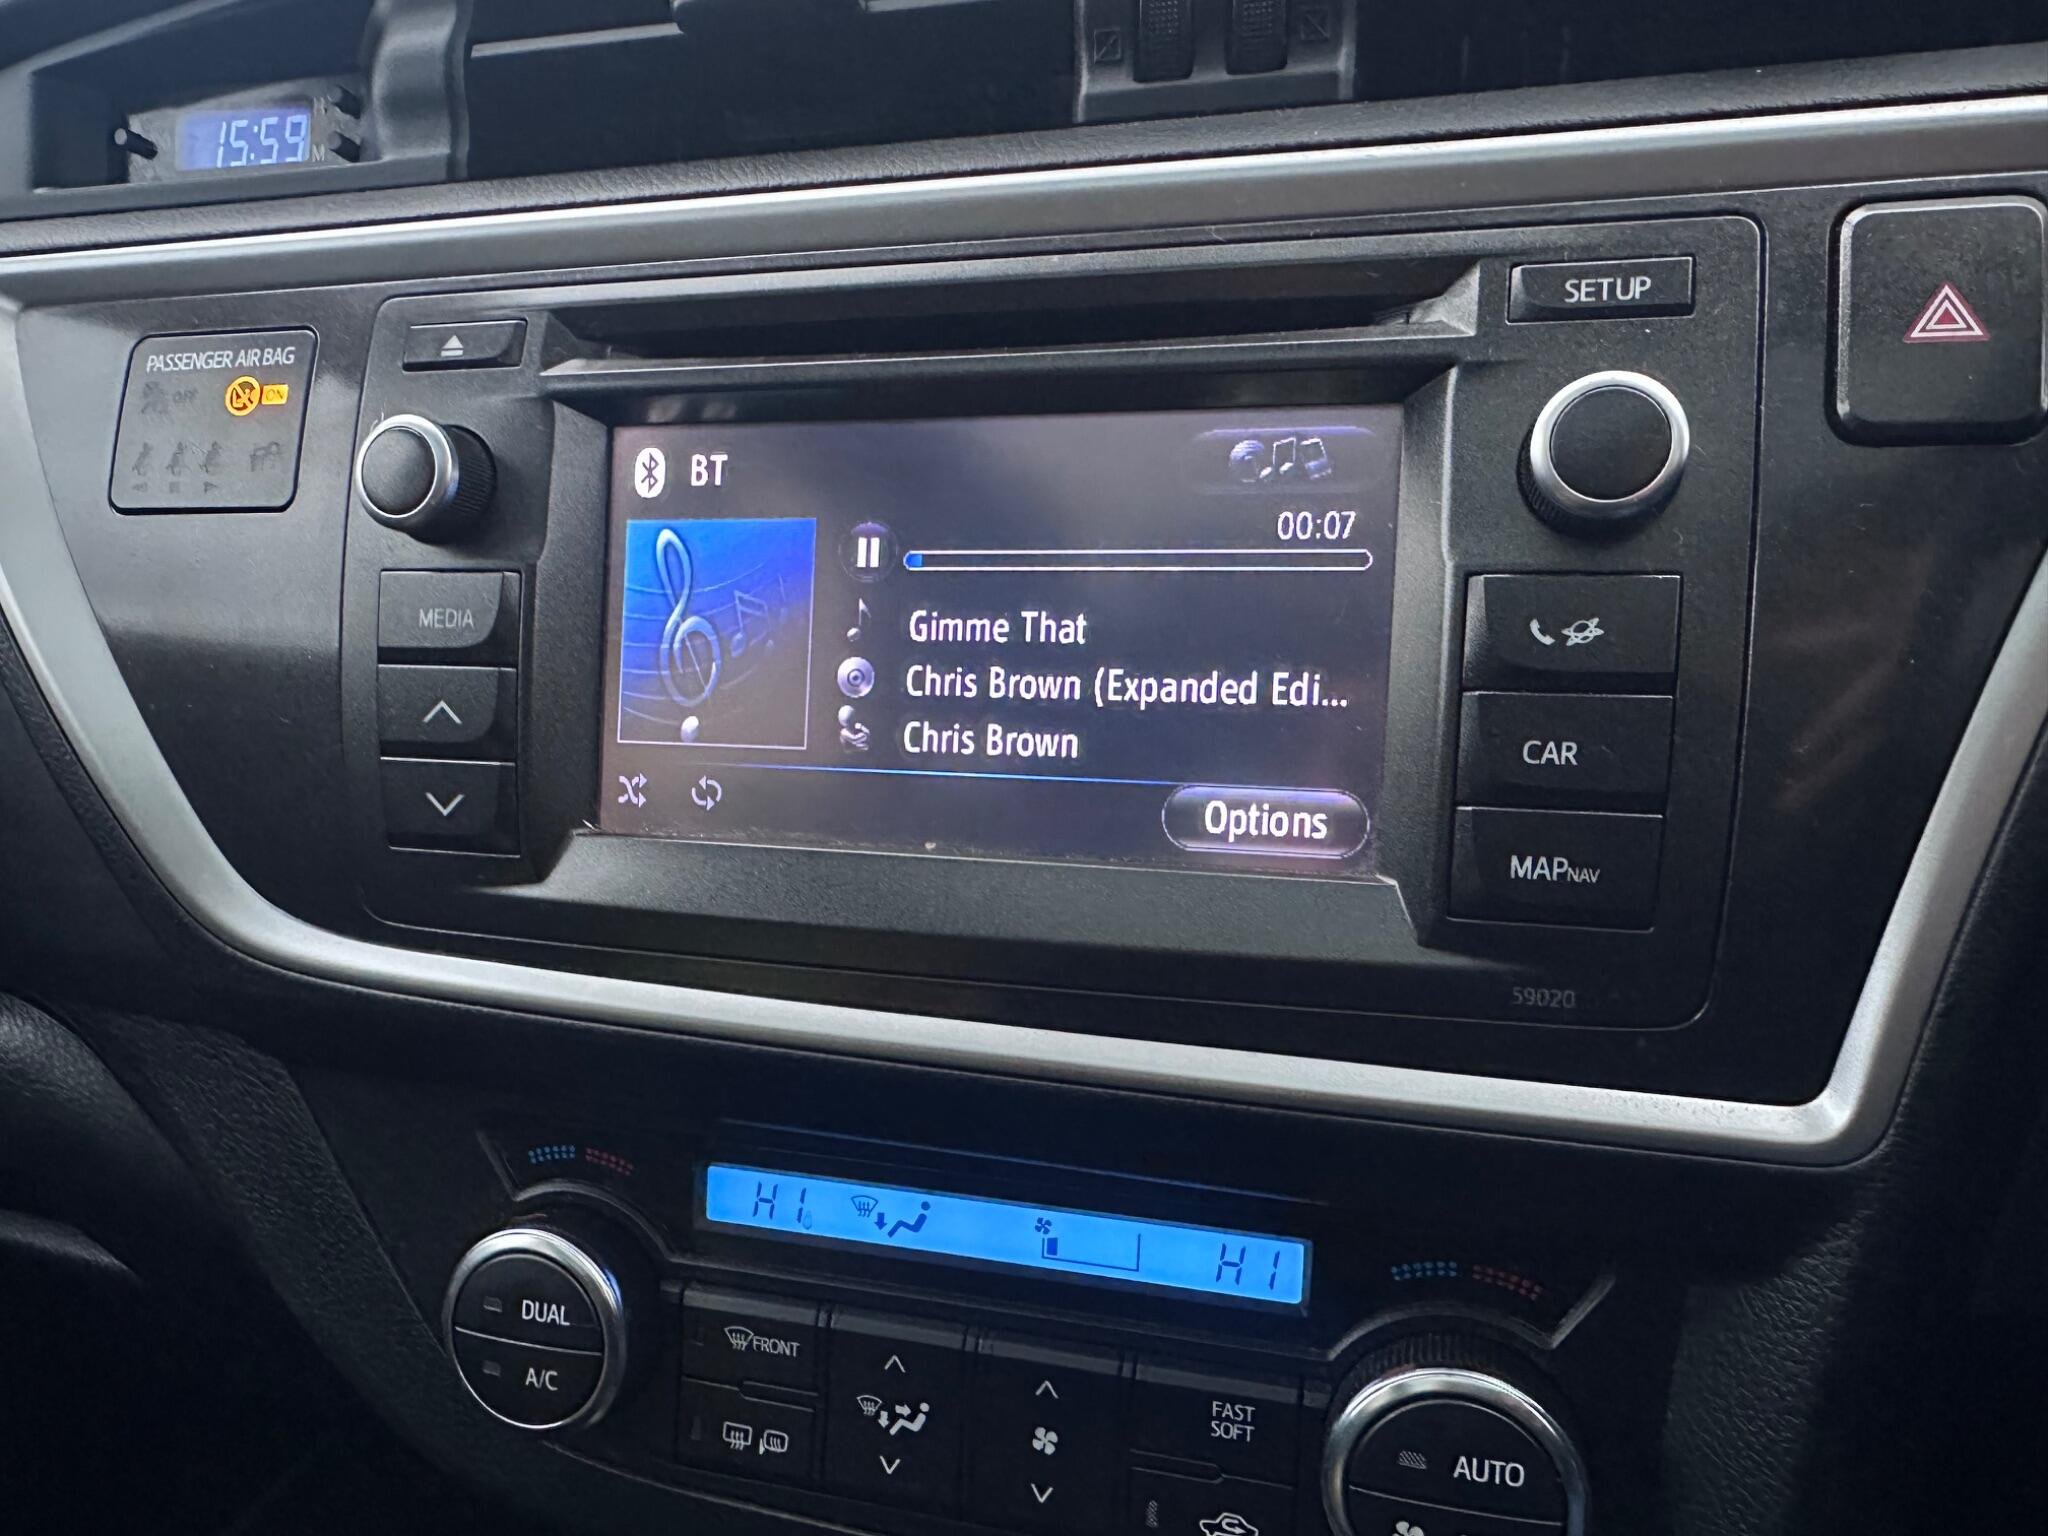 15:59
M
PASSENGER AIR BAG
OFF
ON
SETUP
BT
00:07
MEDIA
Gimme That
Chris Brown (Expanded Edi...
Chris Brown
Options
CAR
MAPNAV
59020
HI
HI
DUAL
A/C
FRONT
FAST
SOFT
AUTO